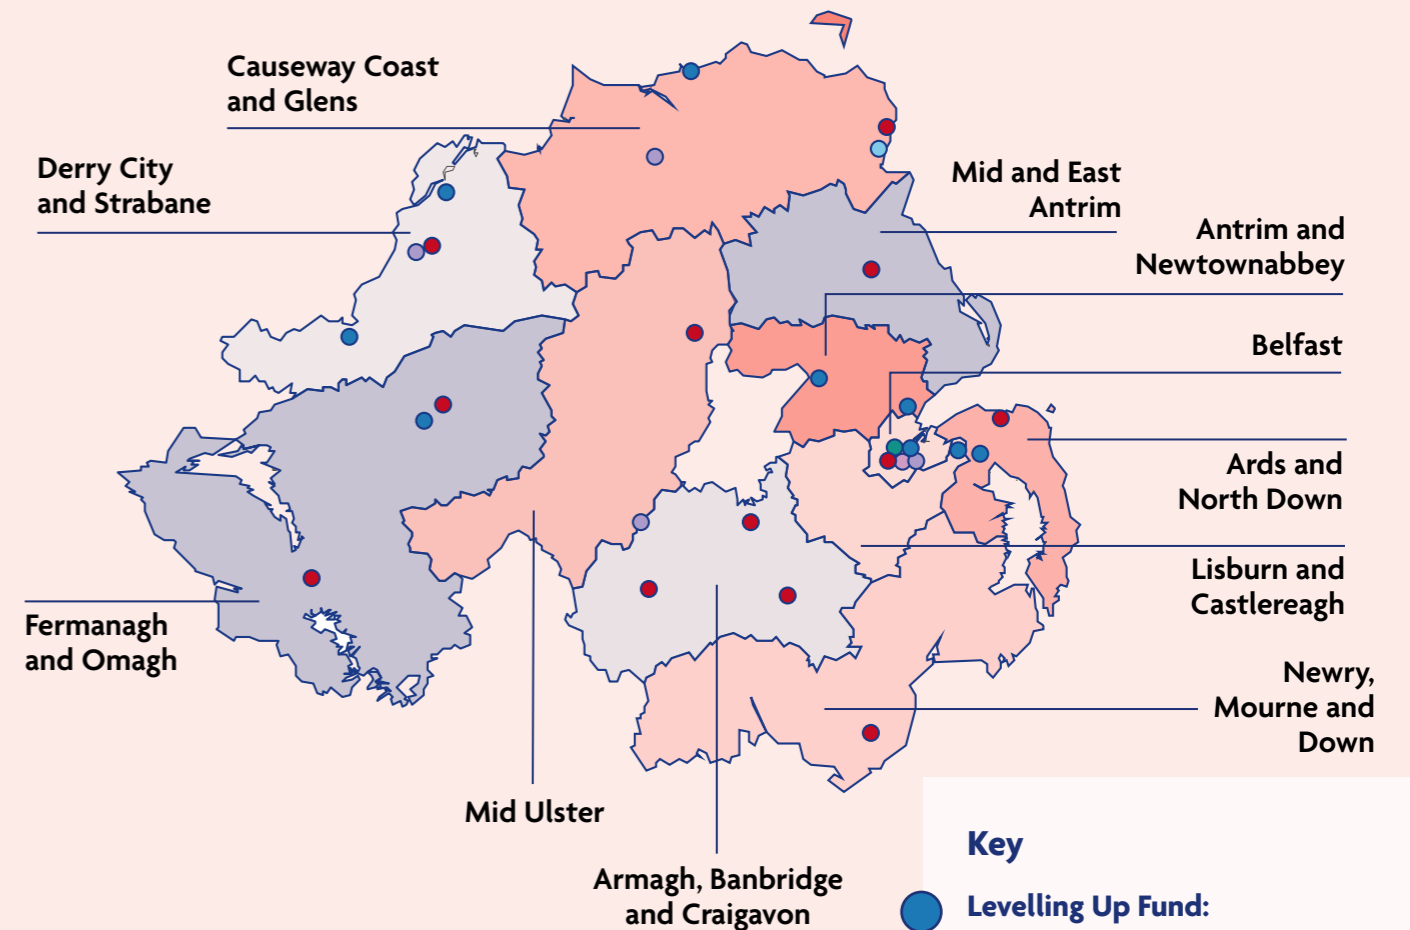 Causeway Coast
and Glens
Derry City
and Strabane
Mid and East
Antrim
Antrim and
Newtownabbey
Belfast
Ards and
North Down
Lisburn and
Castlereagh
Fermanagh
and Omagh
Newry,
Mourne and
Down
Mid Ulster
Armagh, Banbridge
and Craigavon
Key
Levelling Up Fund: